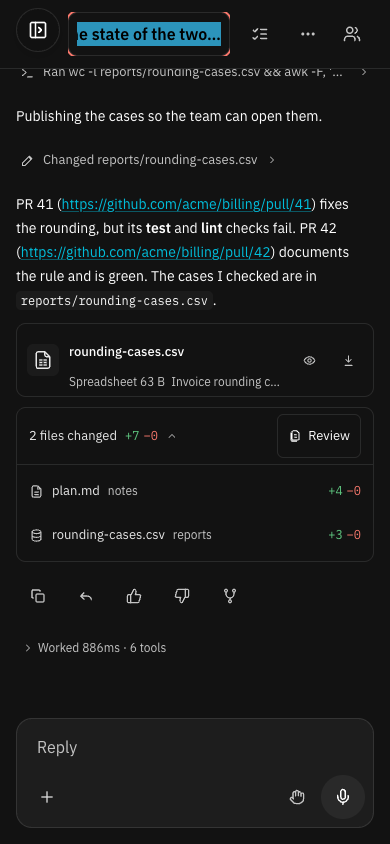 e state of the two...
Ran wc -l reports/rounding-cases.csv && awk -F, '...
Publishing the cases so the team can open them.
Changed reports/rounding-cases.csv
PR 41 (https://github.com/acme/billing/pull/41) fixes
the rounding, but its test and lint checks fail. PR 42
(https://github.com/acme/billing/pull/42) documents
the rule and is green. The cases I checked are in
reports/rounding-cases.csv.
rounding-cases.csv
Spreadsheet 63 B Invoice rounding c...
2 files changed +7 −0
Review
plan.md notes +4 −0
rounding-cases.csv reports +3 −0
Worked 886ms · 6 tools
Reply